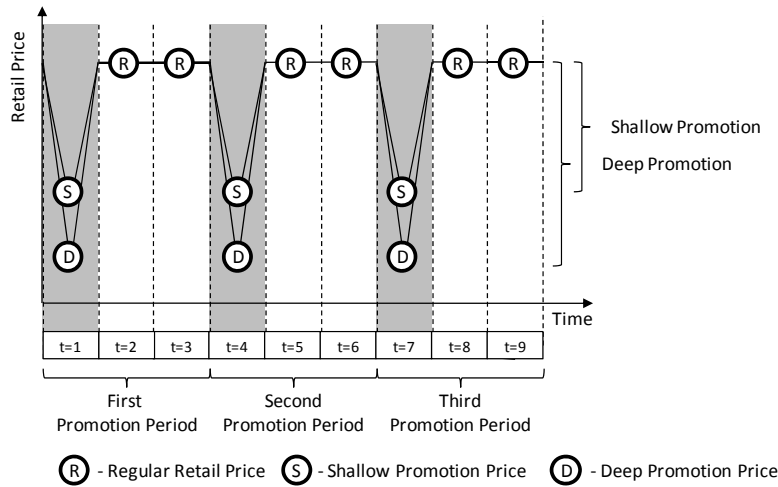 Retail Price
R R R R R R
Shallow Promotion
Deep Promotion
S S S
D D D
Time
t=1 t=2 t=3 t=4 t=5 t=6 t=7 t=8 t=9
First Promotion Period
Second Promotion Period
Third Promotion Period
R - Regular Retail Price S - Shallow Promotion Price D - Deep Promotion Price